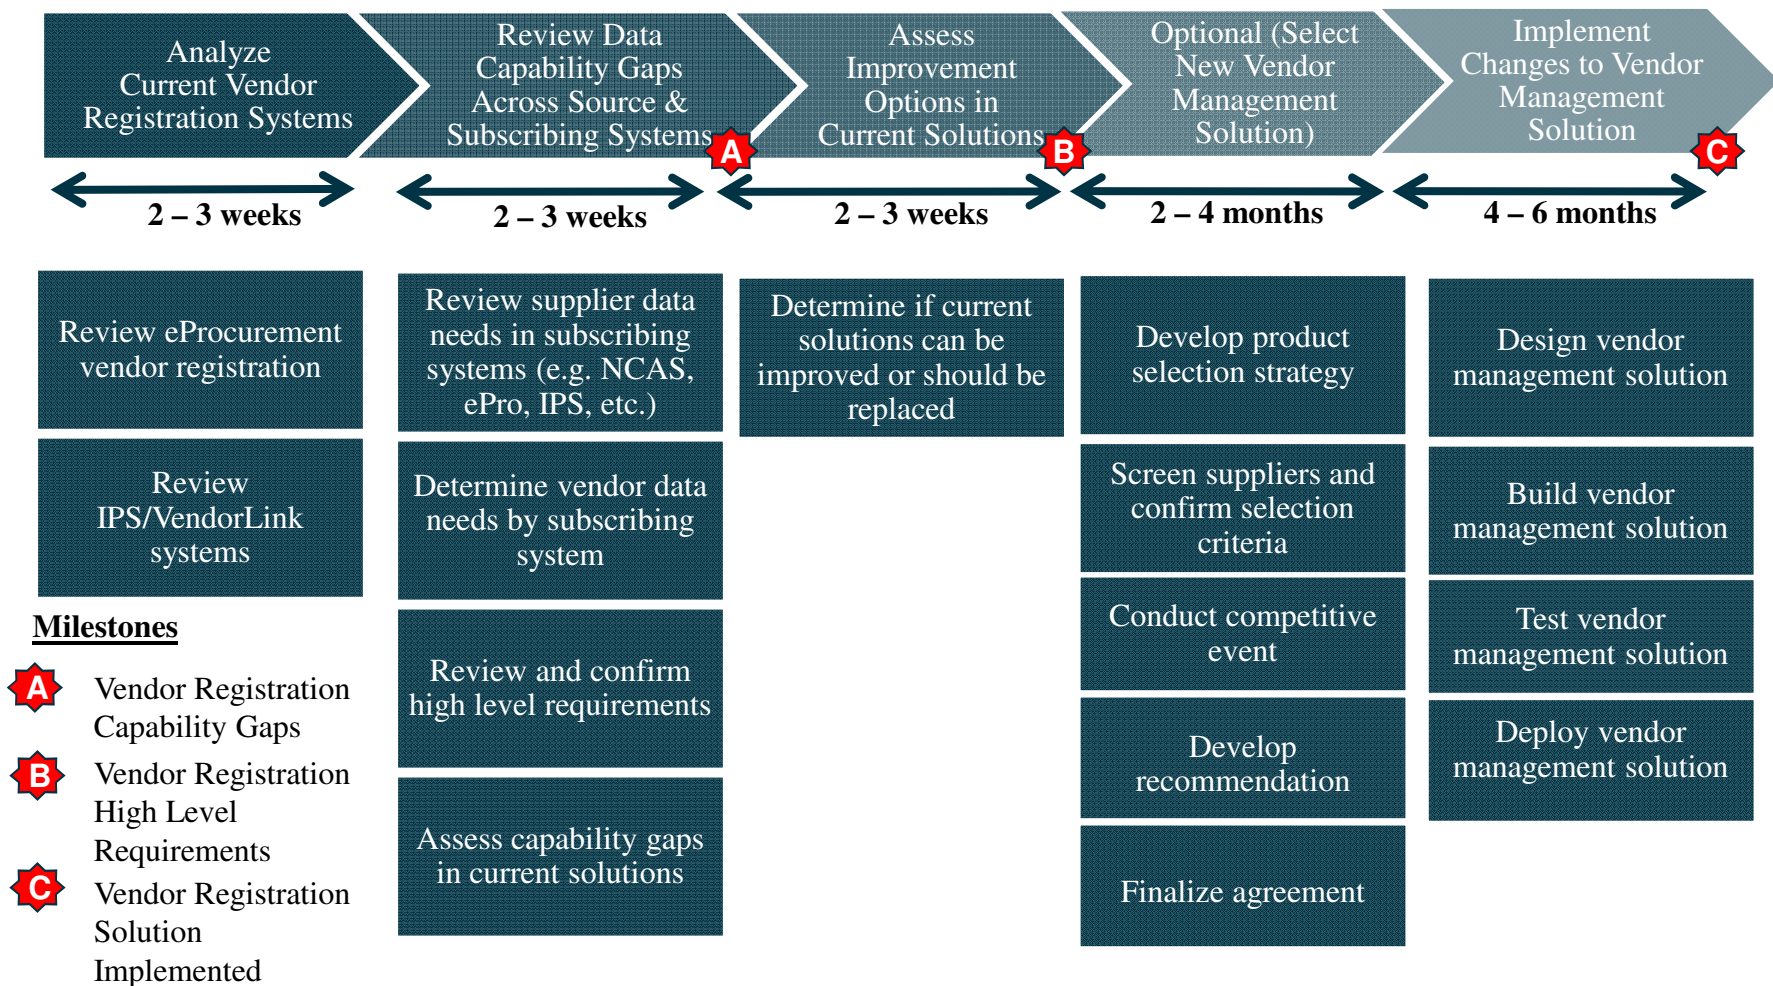 Analyze
Current Vendor
Registration Systems
Review Data
Capability Gaps
Across Source &
Subscribing Systems
A
Assess
Improvement
Options in
Current Solutions
B
Optional (Select
New Vendor
Management
Solution)
Implement
Changes to Vendor
Management
Solution
C
2 – 3 weeks
2 – 3 weeks
2 – 3 weeks
2 – 4 months
4 – 6 months
Review eProcurement
vendor registration
Review
IPS/VendorLink
systems
Review supplier data
needs in subscribing
systems (e.g. NCAS,
ePro, IPS, etc.)
Determine vendor data
needs by subscribing
system
Review and confirm
high level requirements
Assess capability gaps
in current solutions
Determine if current
solutions can be
improved or should be
replaced
Develop product
selection strategy
Screen suppliers and
confirm selection
criteria
Conduct competitive
event
Develop
recommendation
Finalize agreement
Design vendor
management solution
Build vendor
management solution
Test vendor
management solution
Deploy vendor
management solution
Milestones
A Vendor Registration
Capability Gaps
B Vendor Registration
High Level
Requirements
C Vendor Registration
Solution
Implemented